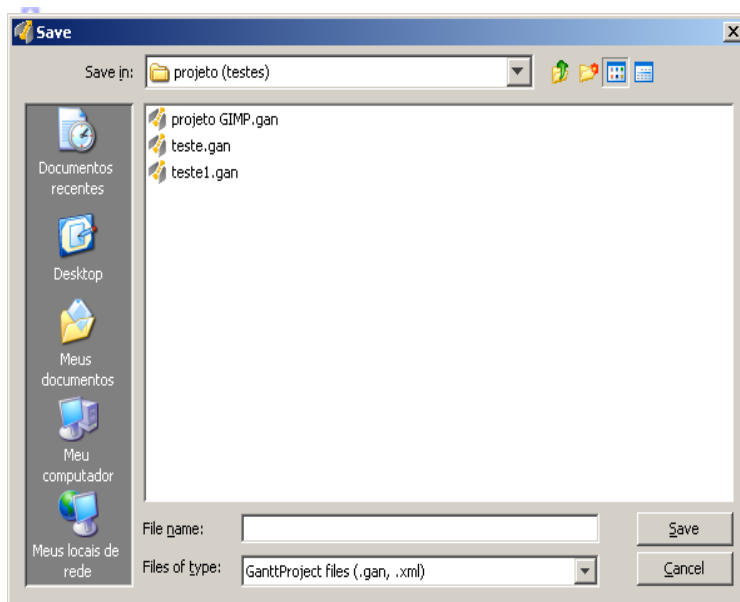 Save
Save in:
projeto (testes)
projeto GIMP.gan
teste.gan
teste1.gan
Documentos
recentes
Desktop
Meus
documentos
Meu
computador
Meus locais de
rede
File name:
Save
Files of type:
GanttProject files (.gan, .xml)
Cancel